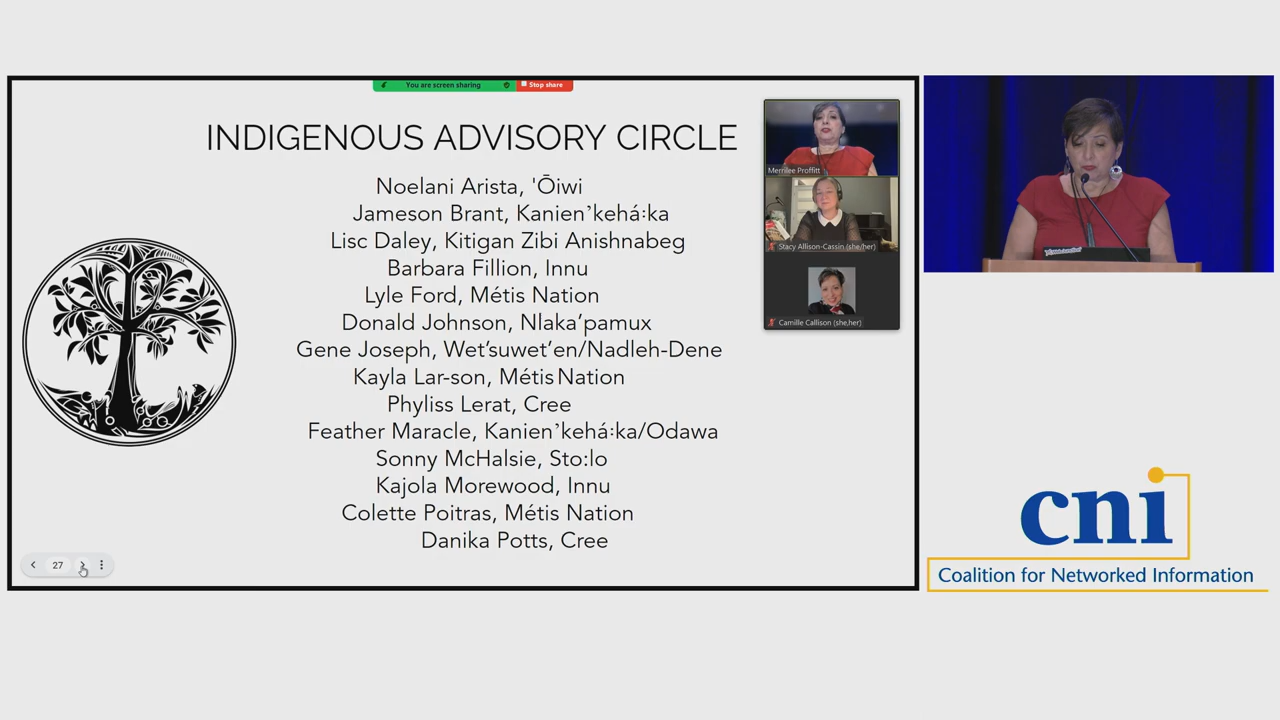 You are screen sharing
Stop share
INDIGENOUS ADVISORY CIRCLE
Noelani Arista, 'Ōiwi
Jameson Brant, Kanien’kehá:ka
Lisc Daley, Kitigan Zibi Anishnabeg
Barbara Fillion, Innu
Lyle Ford, Métis Nation
Donald Johnson, Nlaka’pamux
Gene Joseph, Wet’suwet’en/Nadleh-Dene
Kayla Lar-son, Métis Nation
Phyliss Lerat, Cree
Feather Maracle, Kanien’kehá:ka/Odawa
Sonny McHalsie, Sto:lo
Kajola Morewood, Innu
Colette Poitras, Métis Nation
Danika Potts, Cree
27
Merrilee Proffitt
Stacy Allison-Cassin (she/her)
Camille Callison (she,her)
cni
Coalition for Networked Information